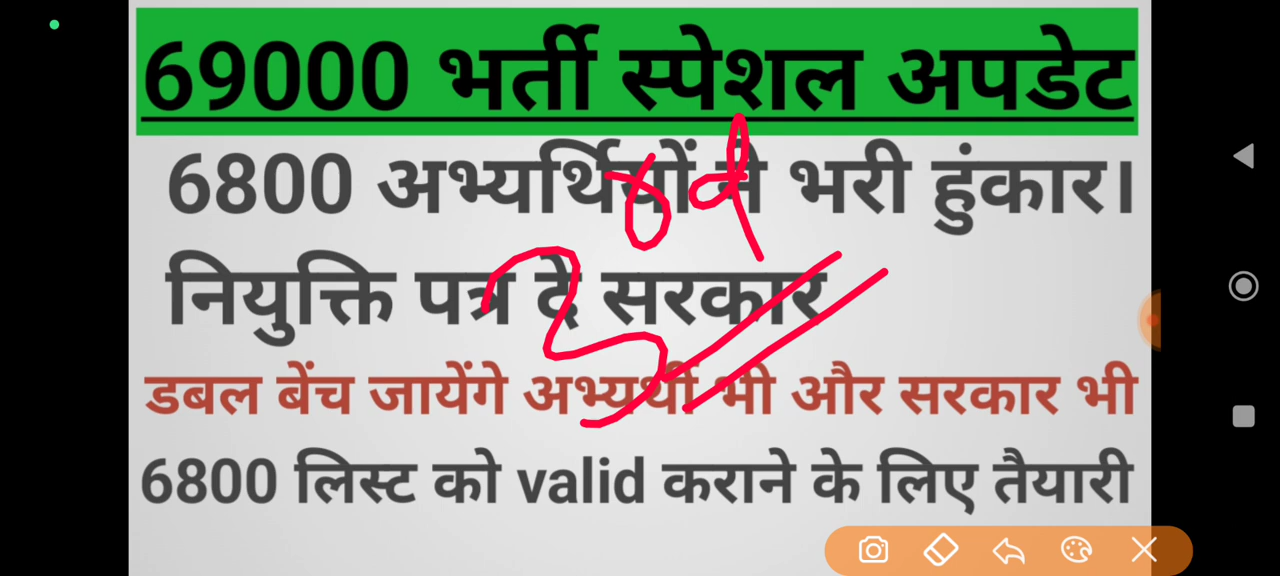 69000 भर्ती स्पेशल अपडेट
6800 अभ्यर्थियों ने भरी हुंकार।
नियुक्ति पत्र दे सरकार
डबल बेंच जायेंगे अभ्यर्थी भी और सरकार भी
6800 लिस्ट को valid कराने के लिए तैयारी